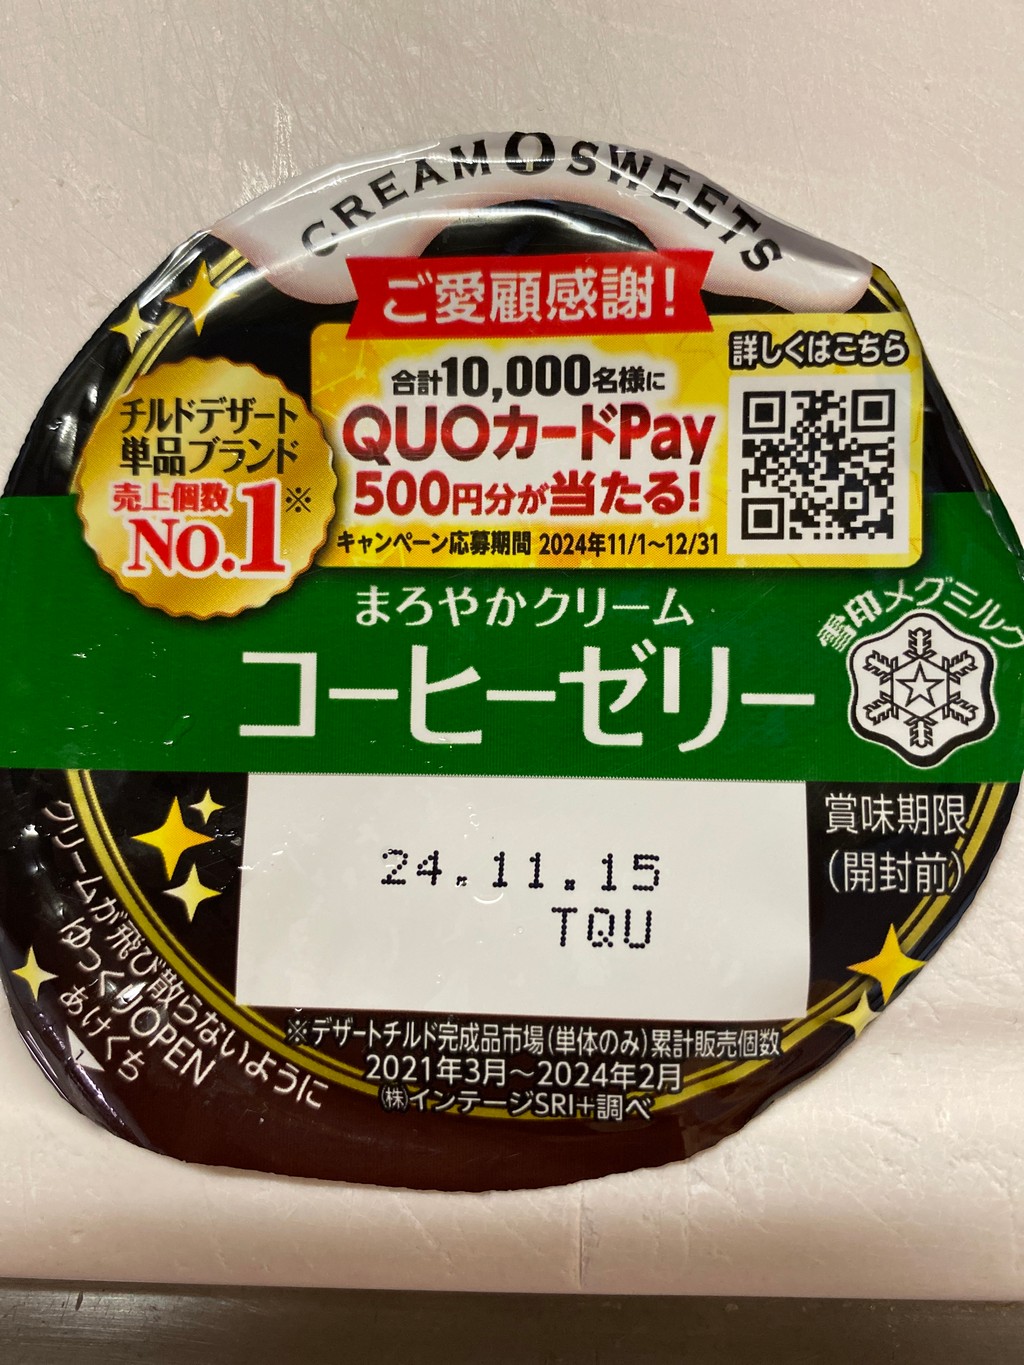 CREAM SWEETS
ご愛顧感謝!
詳しくはこちら
合計10,000名様に
QUOカードPay
500円分が当たる!
キャンペーン応募期間 2024年11/1～12/31
チルドデザート
単品ブランド
売上個数
No.1※
まろやかクリーム
コーヒーゼリー
雪印メグミルク
24.11.15
TQU
賞味期限
(開封前)
クリームが飛び散らないように
ゆっくりOPEN
あけくち
※デザートチルド完成品市場(単体のみ)累計販売個数
2021年3月～2024年2月
㈱インテージSRI+調べ